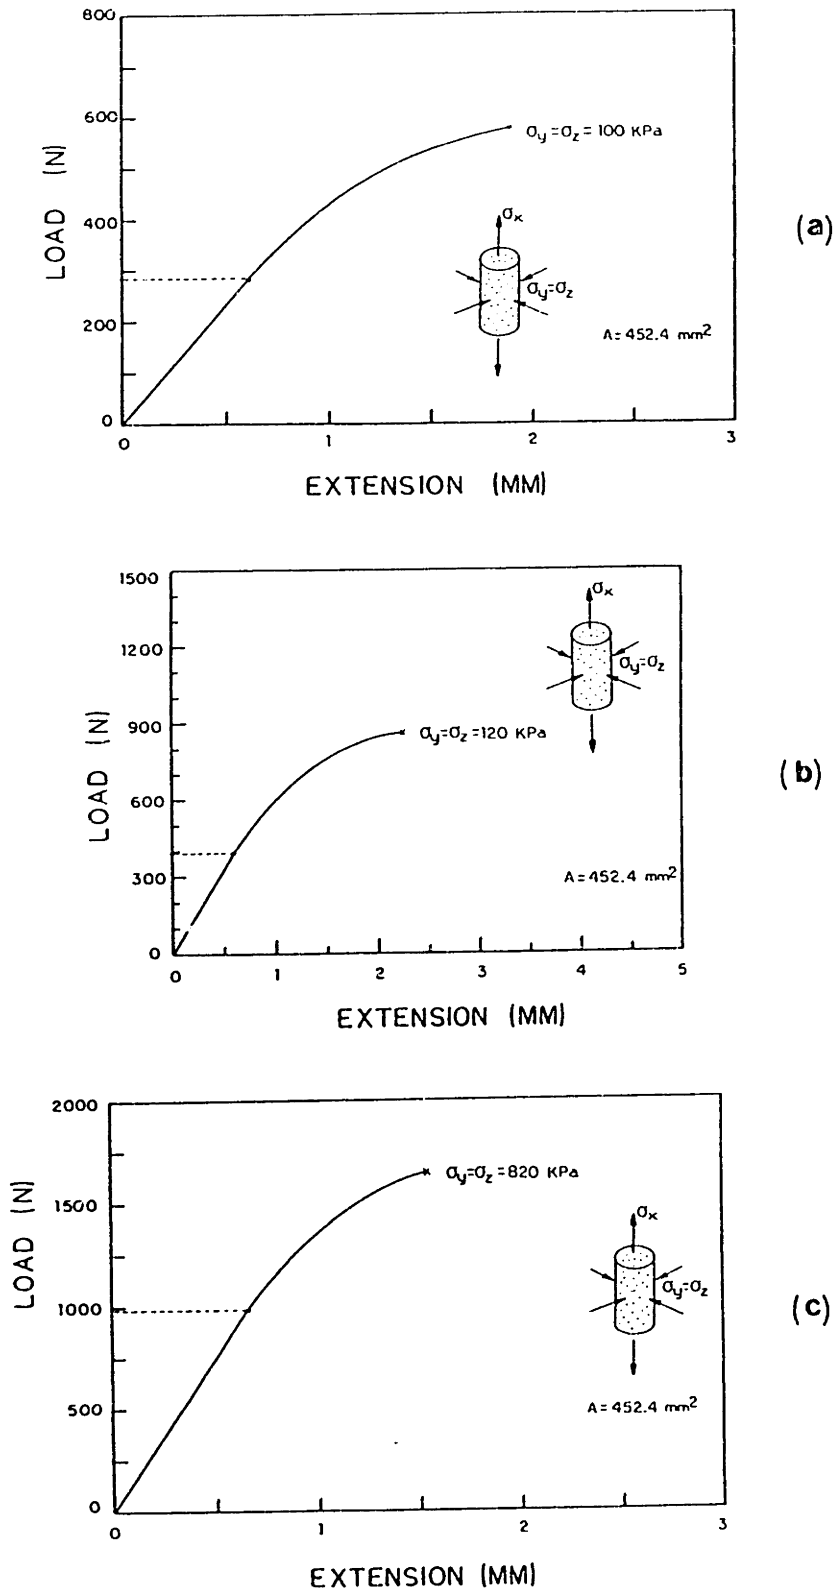 800
600
400
200
0
LOAD (N)
σy=σz=100 KPa
σx
σy=σz
A=452.4 mm²
0 1 2 3
EXTENSION (MM)
(a)
1500
1200
900
600
300
0
LOAD (N)
σx
σy=σz
σy=σz=120 KPa
A=452.4 mm²
0 1 2 3 4 5
EXTENSION (MM)
(b)
2000
1500
1000
500
0
LOAD (N)
σy=σz=820 KPa
σx
σy=σz
A=452.4 mm²
0 1 2 3
EXTENSION (MM)
(c)